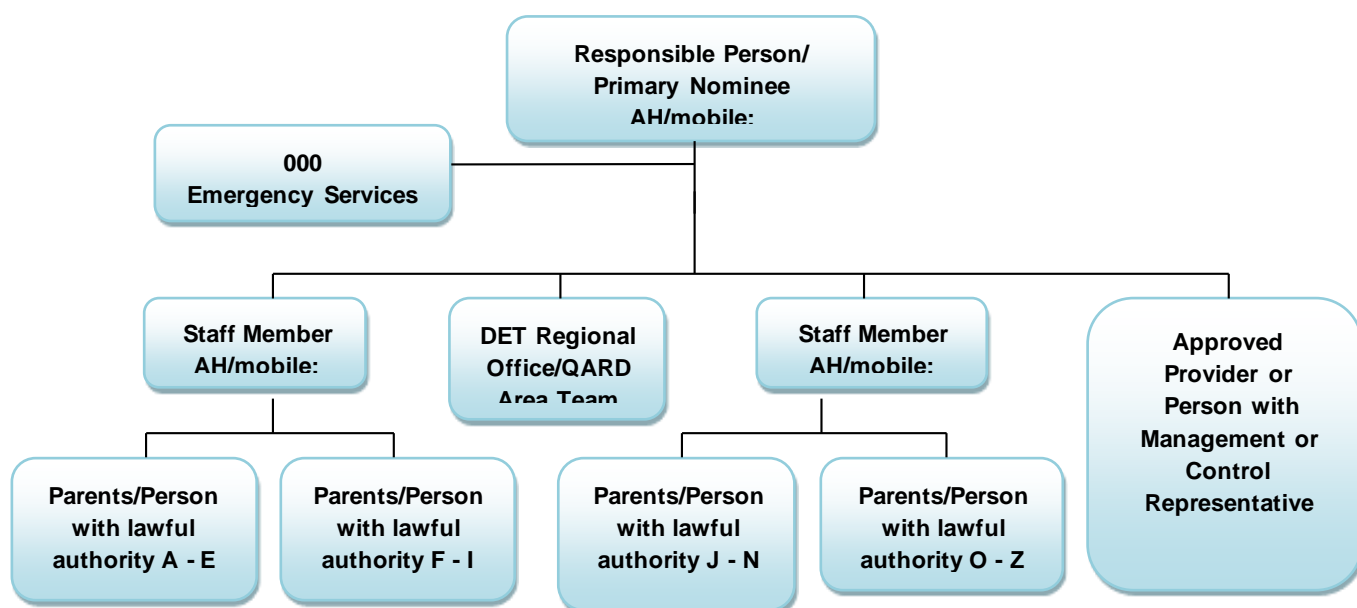 Responsible Person/
Primary Nominee
AH/mobile:
000
Emergency Services
Staff Member
AH/mobile:
DET Regional
Office/QARD
Area Team
Staff Member
AH/mobile:
Approved
Provider or
Person with
Management or
Control
Representative
Parents/Person
with lawful
authority A - E
Parents/Person
with lawful
authority F - I
Parents/Person
with lawful
authority J - N
Parents/Person
with lawful
authority O - Z